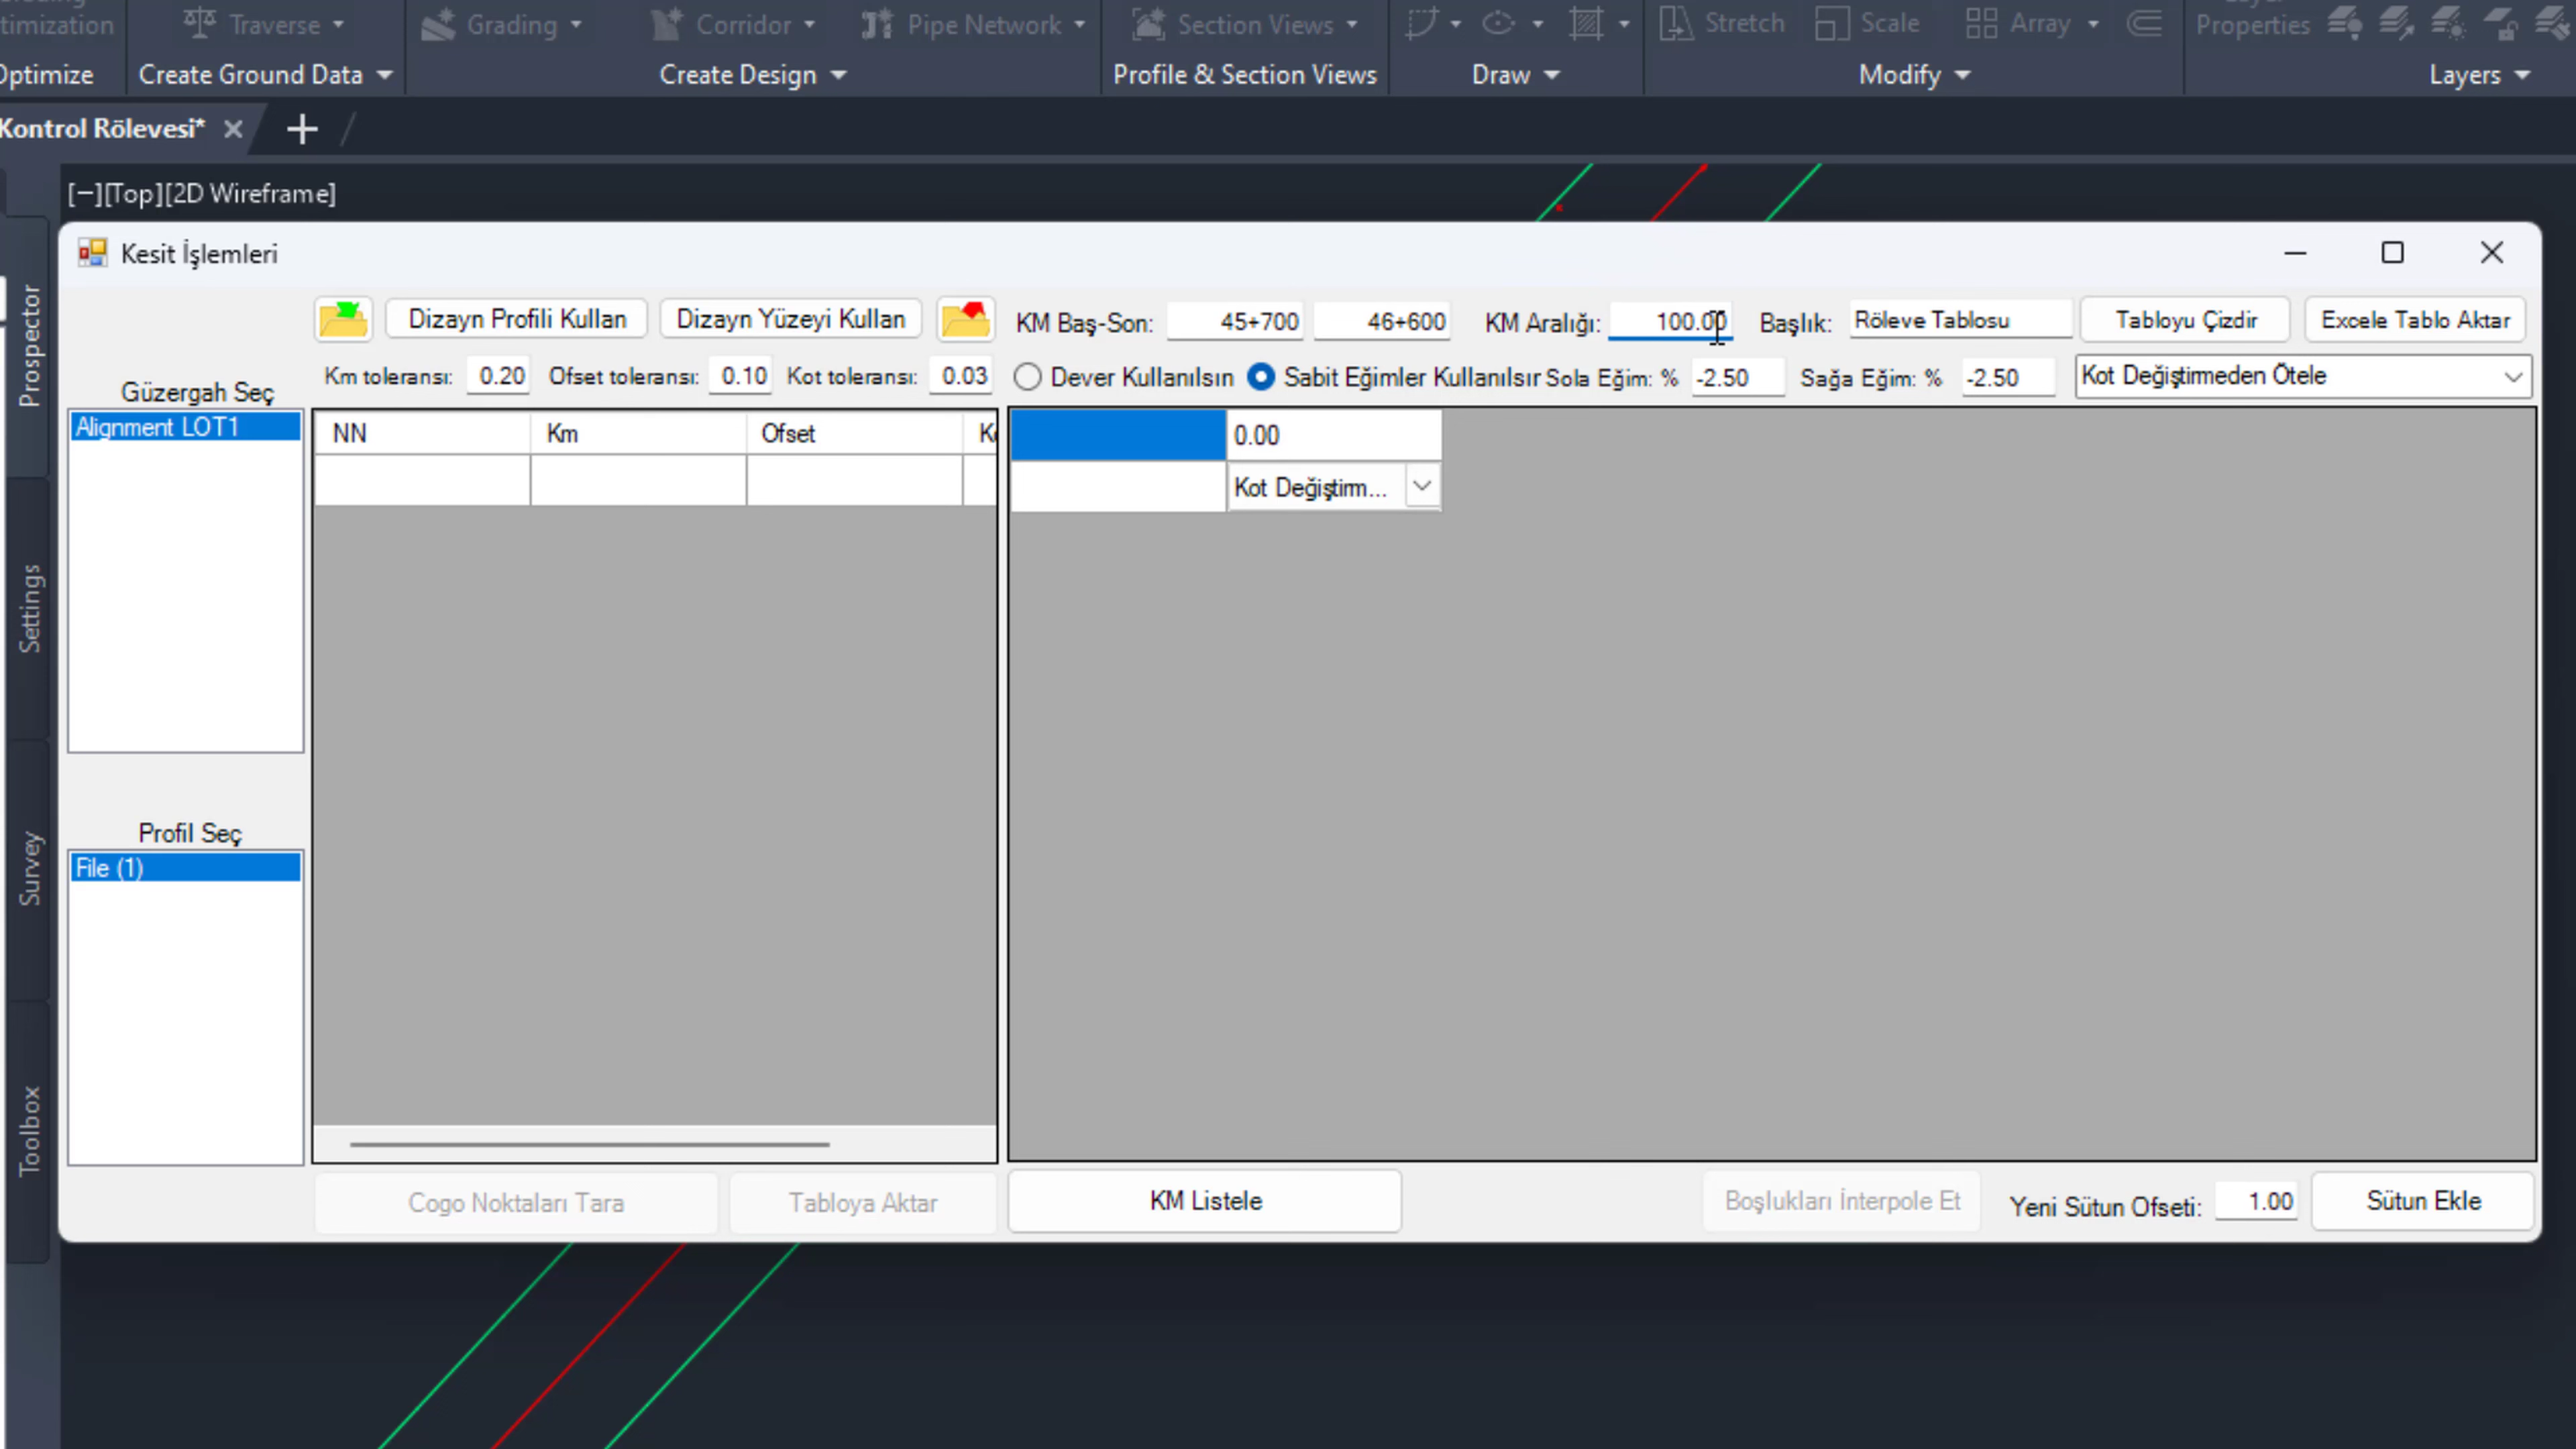 Traverse
Grading
Corridor
Pipe Network
Section Views
Stretch
Scale
Array
Properties
Create Ground Data
Create Design
Profile & Section Views
Draw
Modify
Layers
Kontrol Rölevesi*
[−][Top][2D Wireframe]
Prospector
Settings
Survey
Toolbox
Kesit İşlemleri
Dizayn Profili Kullan
Dizayn Yüzeyi Kullan
KM Baş-Son: 45+700 46+600
KM Aralığı: 100.00
Başlık: Röleve Tablosu
Tabloyu Çizdir
Excele Tablo Aktar
Km toleransı: 0.20 Ofset toleransı: 0.10 Kot toleransı: 0.03
Dever Kullanılsın
Sabit Eğimler Kullanılsır
Sola Eğim: % -2.50 Sağa Eğim: % -2.50
Kot Değiştirmeden Ötele
Güzergah Seç
Alignment LOT1
NN Km Ofset
0.00
Kot Değiştirm...
Profil Seç
File (1)
Cogo Noktaları Tara
Tabloya Aktar
KM Listele
Boşlukları İnterpole Et
Yeni Sütun Ofseti: 1.00
Sütun Ekle